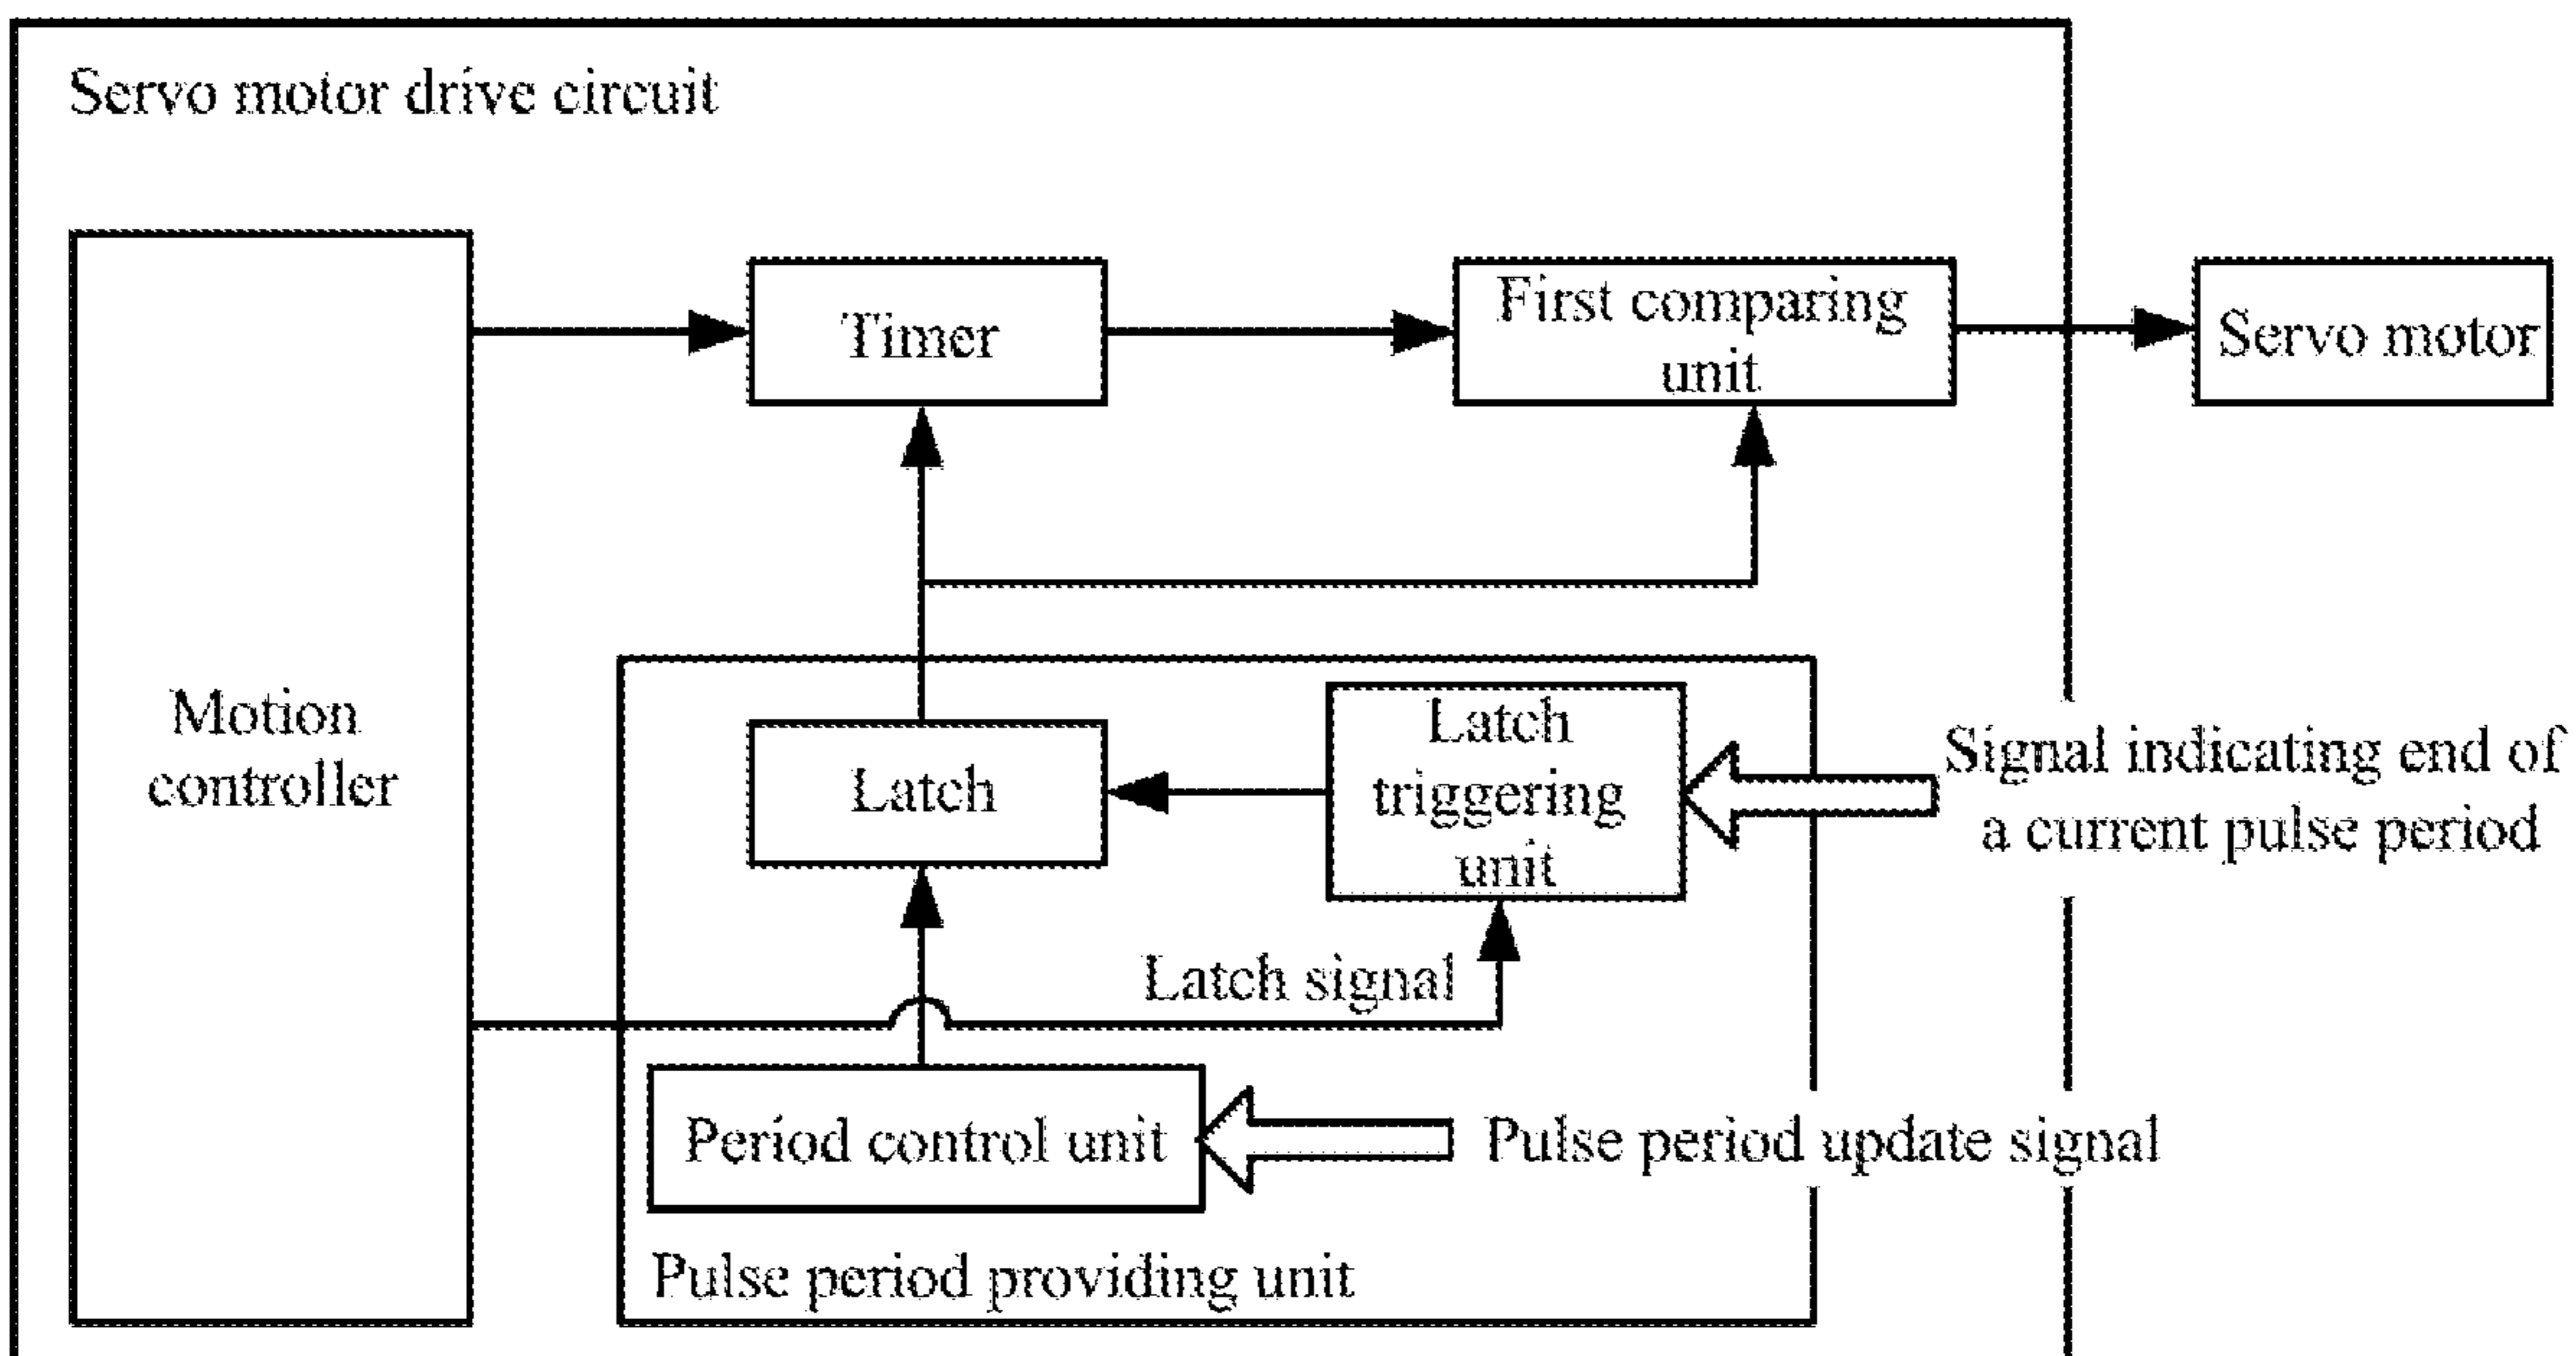 Servo motor drive circuit
Timer
First comparing
unit
Servo motor
Motion
controller
Latch
Latch
triggering
unit
Signal indicating end of
a current pulse period
Latch signal
Period control unit
Pulse period update signal
Pulse period providing unit